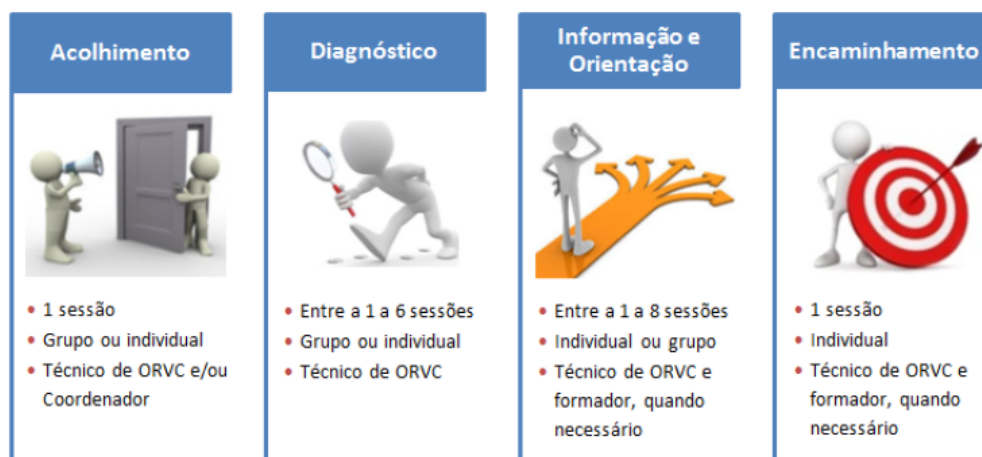 Acolhimento
• 1 sessão
• Grupo ou individual
• Técnico de ORVC e/ou
Coordenador
Diagnóstico
• Entre a 1 a 6 sessões
• Grupo ou individual
• Técnico de ORVC
Informação e
Orientação
• Entre a 1 a 8 sessões
• Individual ou grupo
• Técnico de ORVC e
formador, quando
necessário
Encaminhamento
• 1 sessão
• Individual
• Técnico de ORVC e
formador, quando
necessário